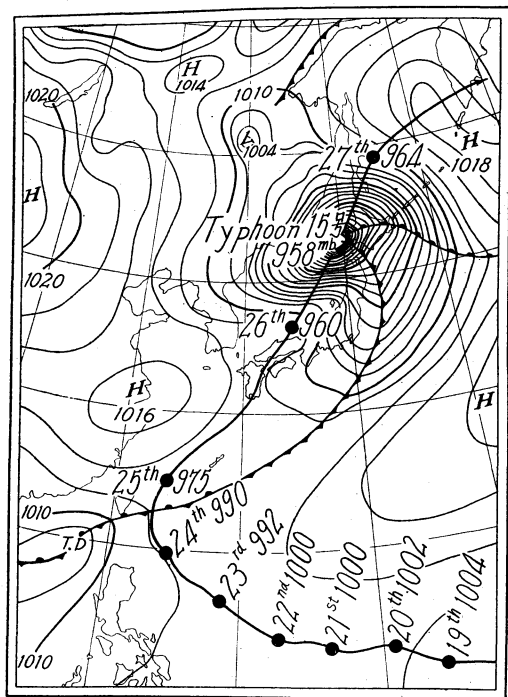 H
1914
1020
1010
L
1004
27th 964
H
1018
H
Typhoon 15th
958mb
1020
26th 960
H
1016
H
25th 975
1010
24th 990
T.D
23rd 992
22nd 1000
21st 1000
20th 1002
19th 1004
1010